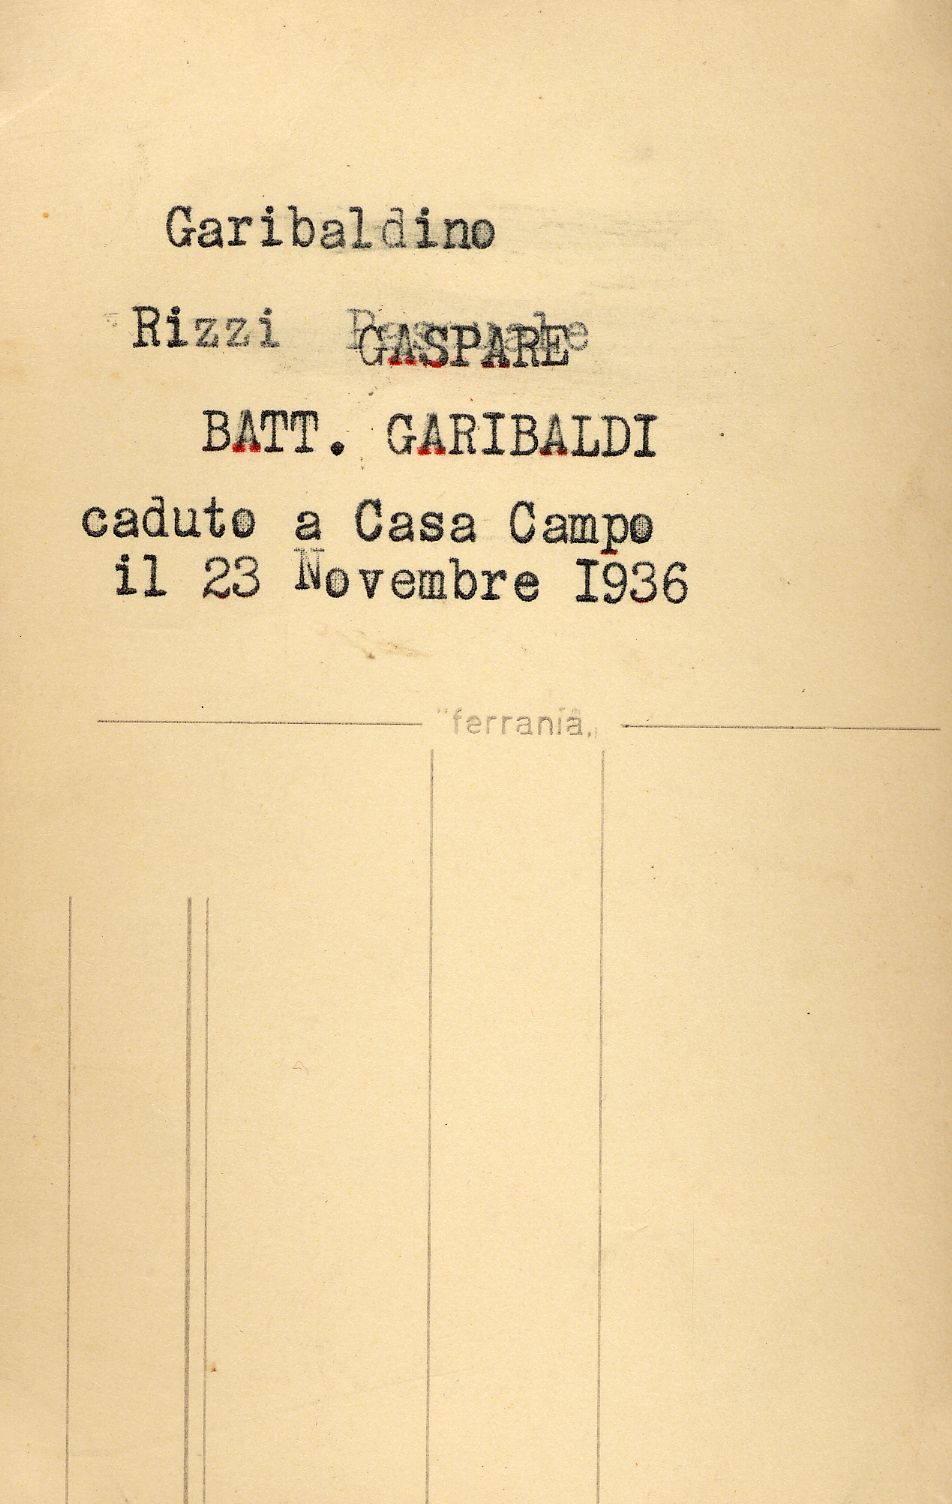 Garibaldino
Rizzi GASPARE
BATT. GARIBALDI
caduto a Casa Campo
il 23 Novembre I936
"ferrania"